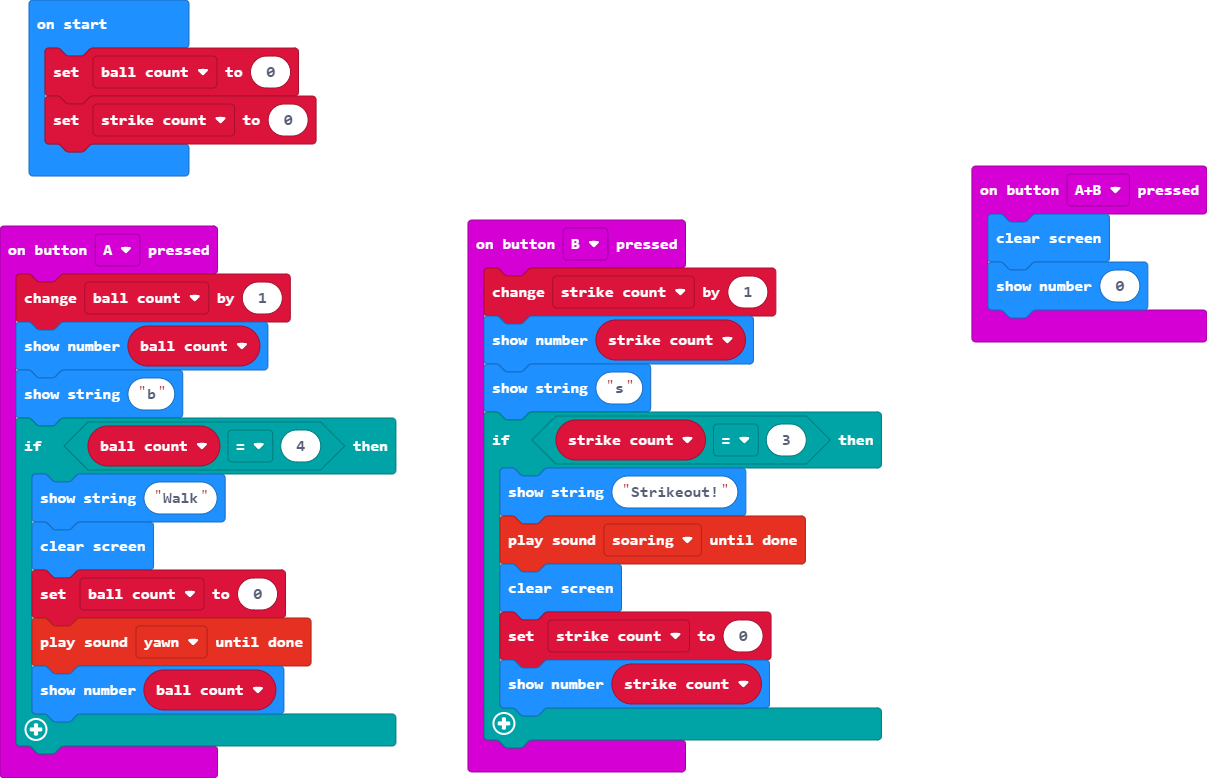 on start
set ball count to 0
set strike count to 0
on button A pressed
change ball count by 1
show number ball count
show string "b"
if ball count = 4 then
show string "Walk"
clear screen
set ball count to 0
play sound yawn until done
show number ball count
on button B pressed
change strike count by 1
show number strike count
show string "s"
if strike count = 3 then
show string "Strikeout!"
play sound soaring until done
clear screen
set strike count to 0
show number strike count
on button A+B pressed
clear screen
show number 0